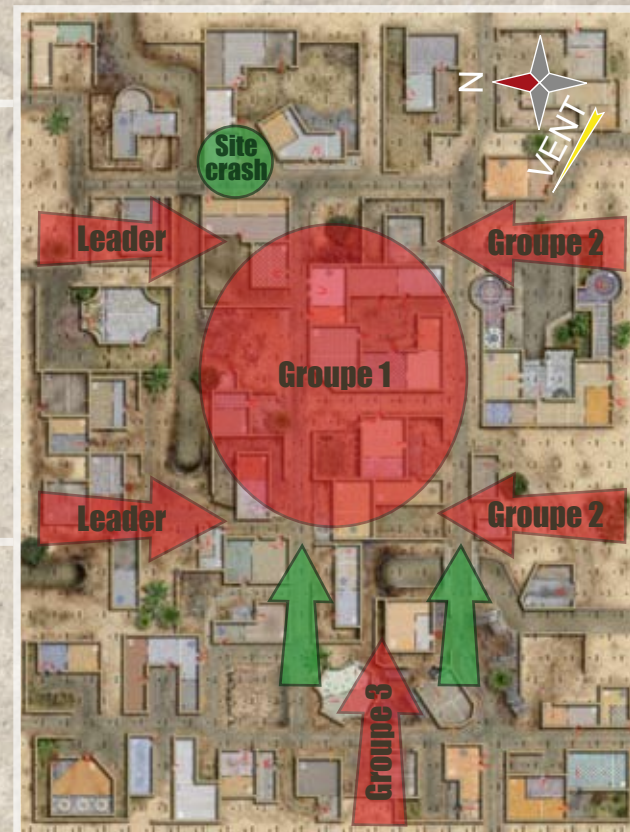 N
VENT
Site
crash
Leader
Groupe 2
Groupe 1
Leader
Groupe 2
Groupe 3